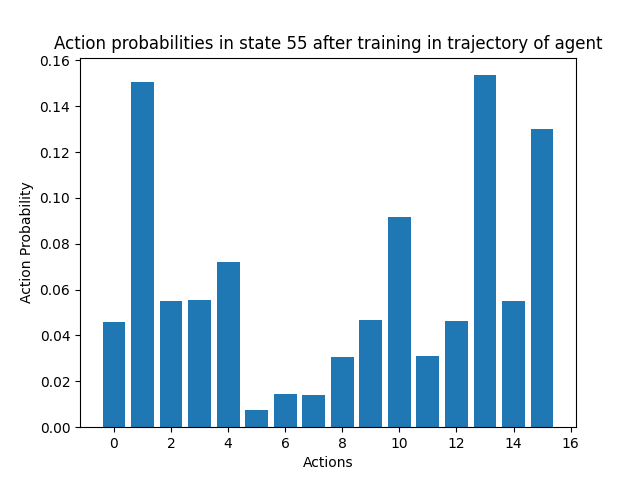 Action probabilities in state 55 after training in trajectory of agent
0.16
0.14
0.12
0.10
0.08
0.06
0.04
0.02
0.00
Action Probability
0 2 4 6 8 10 12 14 16
Actions